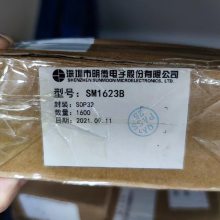 深圳市明微电子股份有限公司
SHENZHEN SUNMOON MICROELECTRONICS CO.,LTD
型号: SM1623B
封装: SOP32
数量: 1600
日期: 2021.09.11